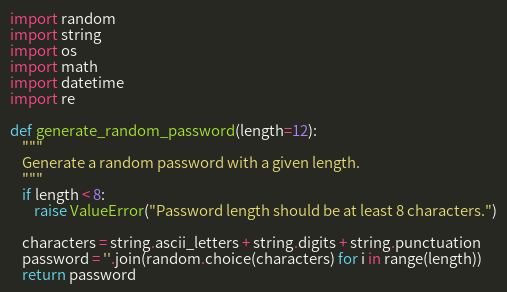 import random
import string
import os
import math
import datetime
import re

def generate_random_password(length=12):
    """
    Generate a random password with a given length.
    """
    if length < 8:
        raise ValueError("Password length should be at least 8 characters.")

    characters = string.ascii_letters + string.digits + string.punctuation
    password = ''.join(random.choice(characters) for i in range(length))
    return password